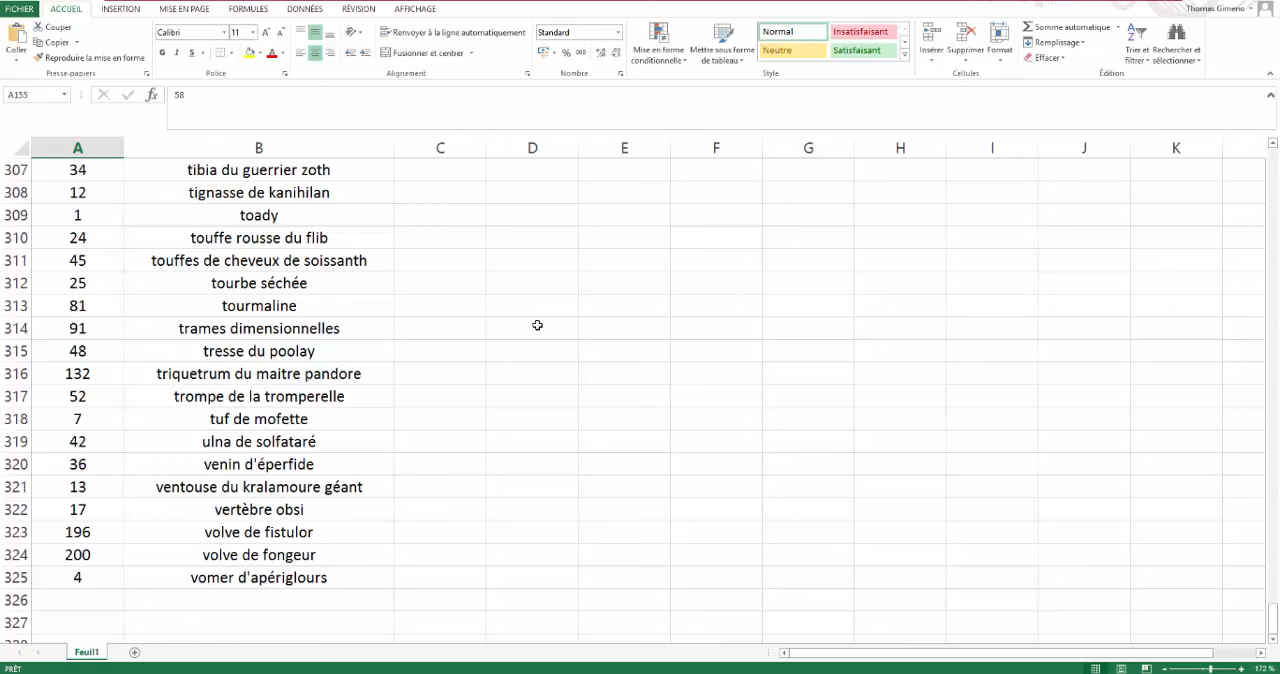 FICHIER ACCUEIL INSERTION MISE EN PAGE FORMULES DONNÉES RÉVISION AFFICHAGE Thomas Gimeno
Coller
Couper
Copier
Reproduire la mise en forme
Presse-papiers
Calibri 11
G I S
Police
Renvoyer à la ligne automatiquement
Fusionner et centrer
Alignement
Standard
% 000
Nombre
Mise en forme conditionnelle
Mettre sous forme de tableau
Normal Insatisfaisant
Neutre Satisfaisant
Style
Insérer Supprimer Format
Cellules
Somme automatique
Remplissage
Effacer
Trier et filtrer
Rechercher et sélectionner
Édition
A155 fx 58
A B C D E F G H I J K
307 34 tibia du guerrier zoth
308 12 tignasse de kanihilan
309 1 toady
310 24 touffe rousse du flib
311 45 touffes de cheveux de soissanth
312 25 tourbe séchée
313 81 tourmaline
314 91 trames dimensionnelles
315 48 tresse du poolay
316 132 triquetrum du maitre pandore
317 52 trompe de la tromperelle
318 7 tuf de mofette
319 42 ulna de solfataré
320 36 venin d'éperfide
321 13 ventouse du kralamoure géant
322 17 vertèbre obsi
323 196 volve de fistulor
324 200 volve de fongeur
325 4 vomer d'apériglours
326
327
328
Feuil1
PRÊT 172 %